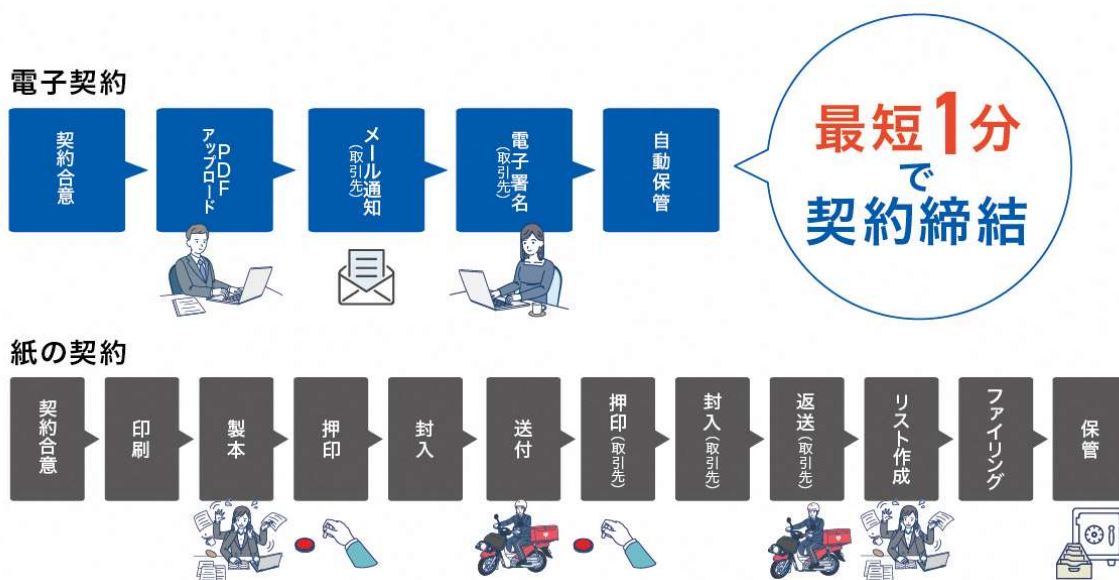 電子契約
契約合意
PDF
アップロード
メール通知
(取引先)
電子署名
(取引先)
自動保管
最短1分
で
契約締結
紙の契約
契約合意
印刷
製本
押印
封入
送付
押印(取引先)
封入(取引先)
返送(取引先)
リスト作成
ファイリング
保管